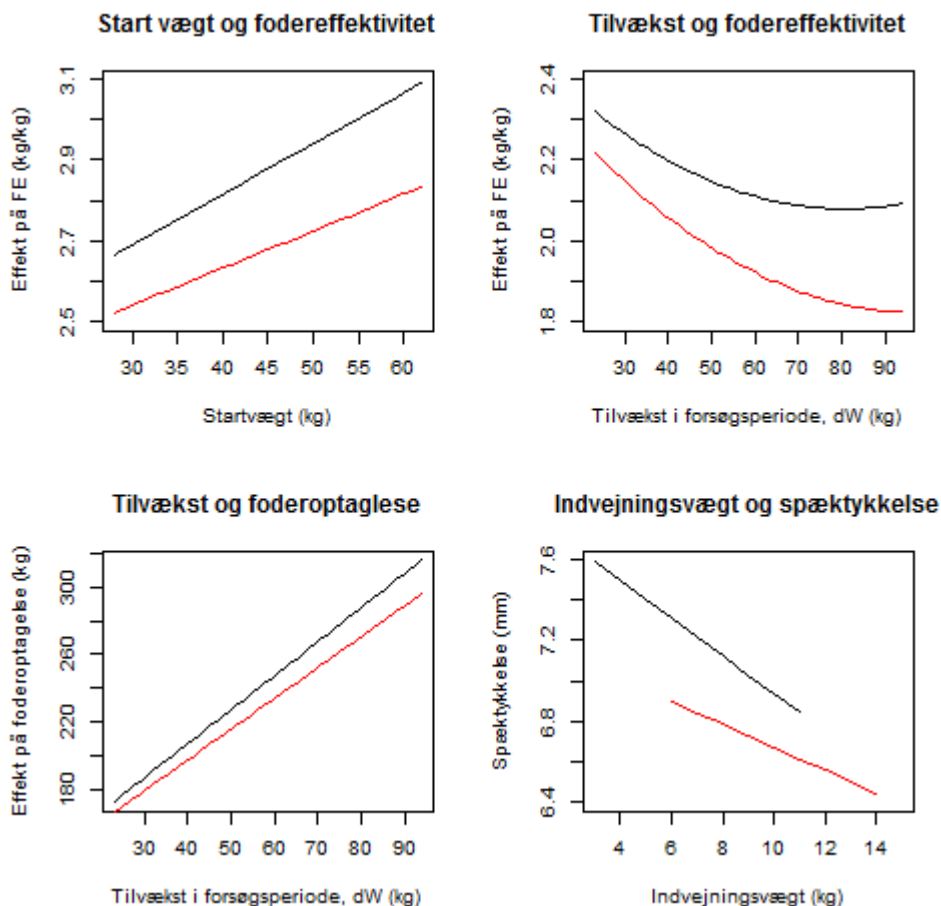 Start vægt og fodereffektivitet
Effekt på FE (kg/kg)
3.1
2.9
2.7
2.5
30 35 40 45 50 55 60
Startvægt (kg)
Tilvækst og fodereffektivitet
Effekt på FE (kg/kg)
2.4
2.2
2.0
1.8
30 40 50 60 70 80 90
Tilvækst i forsøgsperiode, dW (kg)
Tilvækst og foderoptaglese
Effekt på foderoptagelse (kg)
300
260
220
180
30 40 50 60 70 80 90
Tilvækst i forsøgsperiode, dW (kg)
Indvejningsvægt og spæktykkelse
Spæktykkelse (mm)
7.6
7.2
6.8
6.4
4 6 8 10 12 14
Indvejningsvægt (kg)